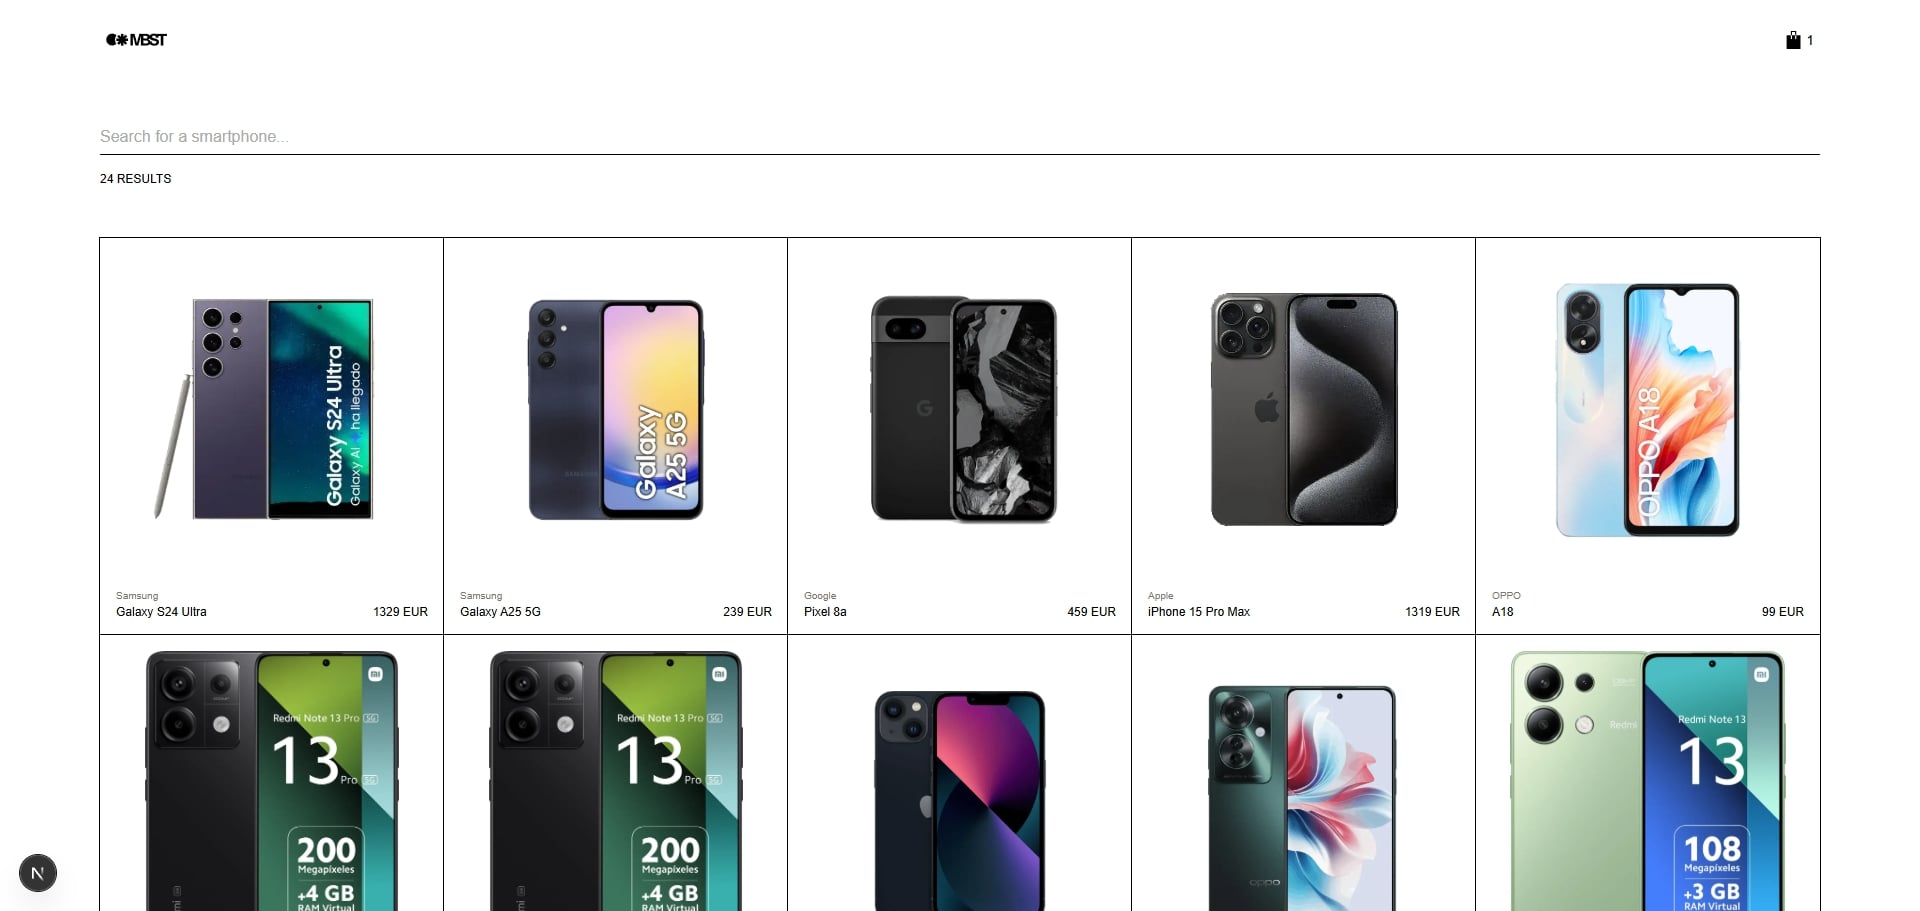 MBST
1
Search for a smartphone...
24 RESULTS
Galaxy S24 Ultra
Galaxy AI ha llegado
Galaxy
A25 5G
SAMSUNG
G
OPPO A18
Samsung
Galaxy S24 Ultra
1329 EUR
Samsung
Galaxy A25 5G
239 EUR
Google
Pixel 8a
459 EUR
Apple
iPhone 15 Pro Max
1319 EUR
OPPO
A18
99 EUR
Redmi Note 13 Pro 5G
13 Pro 5G
200
Megapíxeles
+4 GB
RAM Virtual
Redmi Note 13 Pro 5G
13 Pro 5G
200
Megapíxeles
+4 GB
RAM Virtual
oppo
Redmi
Redmi Note 13
13
108
Megapíxeles
+3 GB
RAM Virtual
N